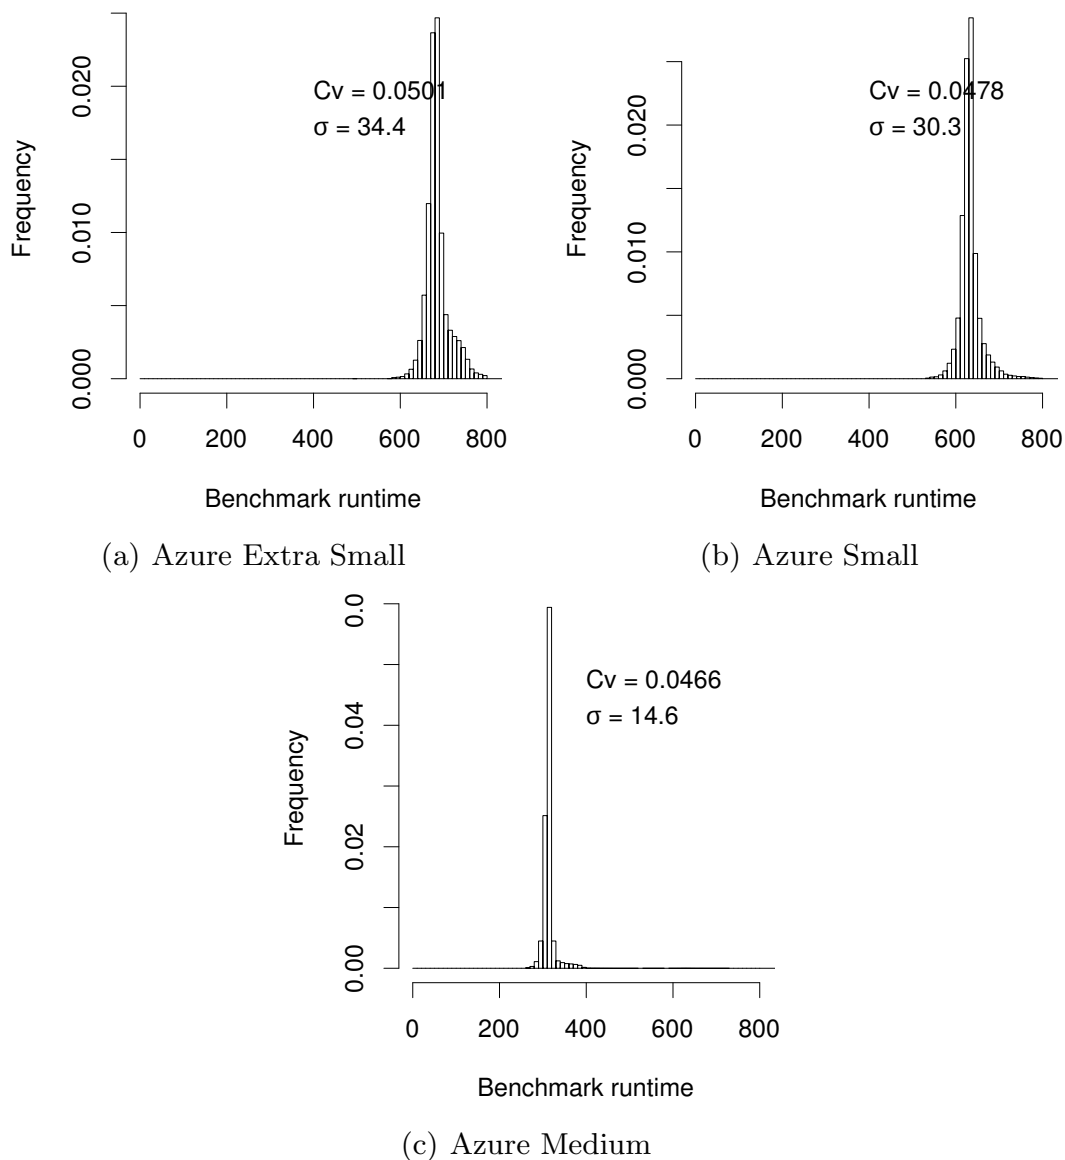 Cv = 0.0501
σ = 34.4
Frequency
0.000
0.010
0.020
0 200 400 600 800
Benchmark runtime
(a) Azure Extra Small
Cv = 0.0478
σ = 30.3
Frequency
0.000
0.010
0.020
0 200 400 600 800
Benchmark runtime
(b) Azure Small
Cv = 0.0466
σ = 14.6
Frequency
0.00
0.02
0.04
0.0
0 200 400 600 800
Benchmark runtime
(c) Azure Medium